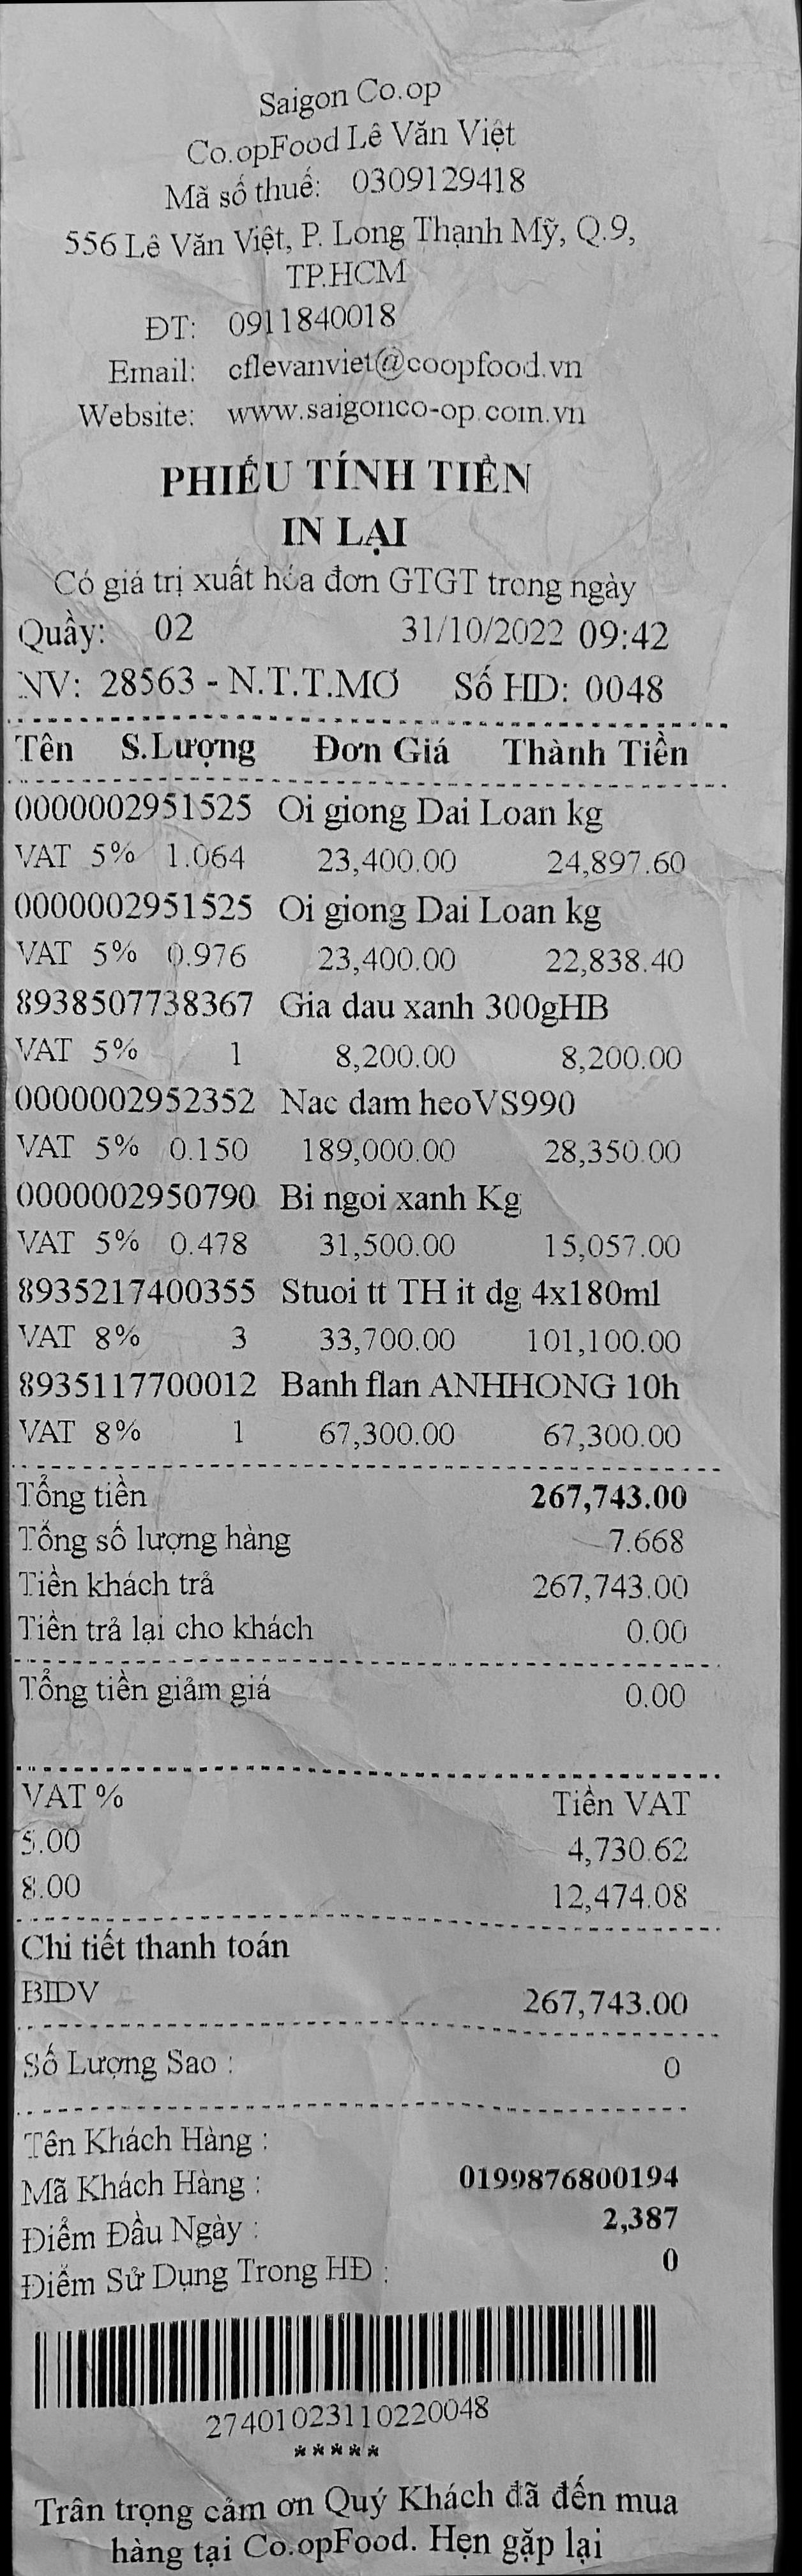 Saigon Co.op
Co.opFood Lê Văn Việt
Mã số thuế: 0309129418
556 Lê Văn Việt, P. Long Thạnh Mỹ, Q.9,
TP.HCM
ĐT: 0911840018
Email: cflevanviet@coopfood.vn
Website: www.saigonco-op.com.vn
PHIẾU TÍNH TIỀN
IN LẠI
Có giá trị xuất hóa đơn GTGT trong ngày
Quầy: 02 31/10/2022 09:42
NV: 28563 - N.T.T.MƠ Số HD: 0048
Tên S.Lượng Đơn Giá Thành Tiền
0000002951525 Oi giong Dai Loan kg
VAT 5% 1.064 23,400.00 24,897.60
0000002951525 Oi giong Dai Loan kg
VAT 5% 0.976 23,400.00 22,838.40
8938507738367 Gia dau xanh 300gHB
VAT 5% 1 8,200.00 8,200.00
0000002952352 Nac dam heoVS990
VAT 5% 0.150 189,000.00 28,350.00
0000002950790 Bi ngoi xanh Kg
VAT 5% 0.478 31,500.00 15,057.00
8935217400355 Stuoi tt TH it dg 4x180ml
VAT 8% 3 33,700.00 101,100.00
8935117700012 Banh flan ANHHONG 10h
VAT 8% 1 67,300.00 67,300.00
Tổng tiền 267,743.00
Tổng số lượng hàng 7.668
Tiền khách trả 267,743.00
Tiền trả lại cho khách 0.00
Tổng tiền giảm giá 0.00
VAT % Tiền VAT
5.00 4,730.62
8.00 12,474.08
Chi tiết thanh toán
BIDV 267,743.00
Số Lượng Sao : 0
Tên Khách Hàng :
Mã Khách Hàng : 0199876800194
Điểm Đầu Ngày : 2,387
Điểm Sử Dụng Trong HĐ : 0
27401023110220048
*****
Trân trọng cảm ơn Quý Khách đã đến mua
hàng tại Co.opFood. Hẹn gặp lại